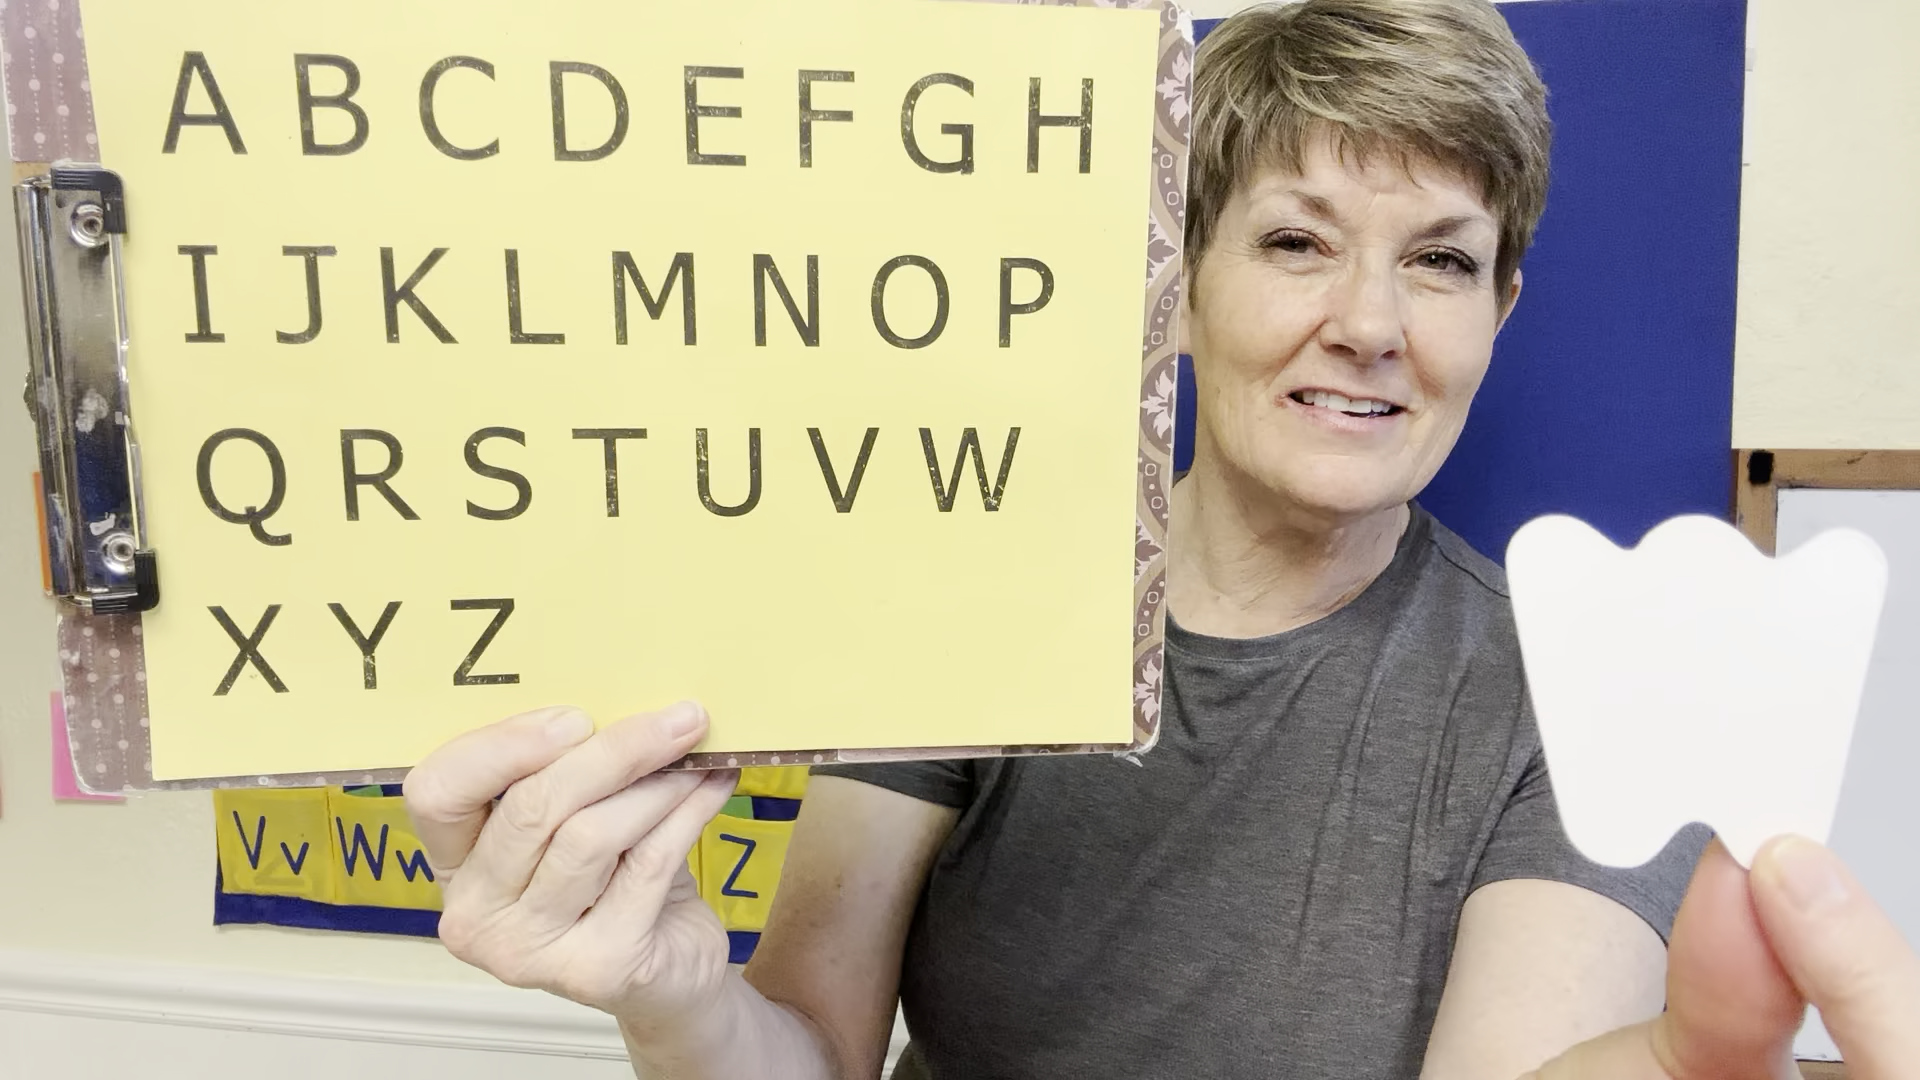 A B C D E F G H
I J K L M N O P
Q R S T U V W
X Y Z
Vv Ww Z